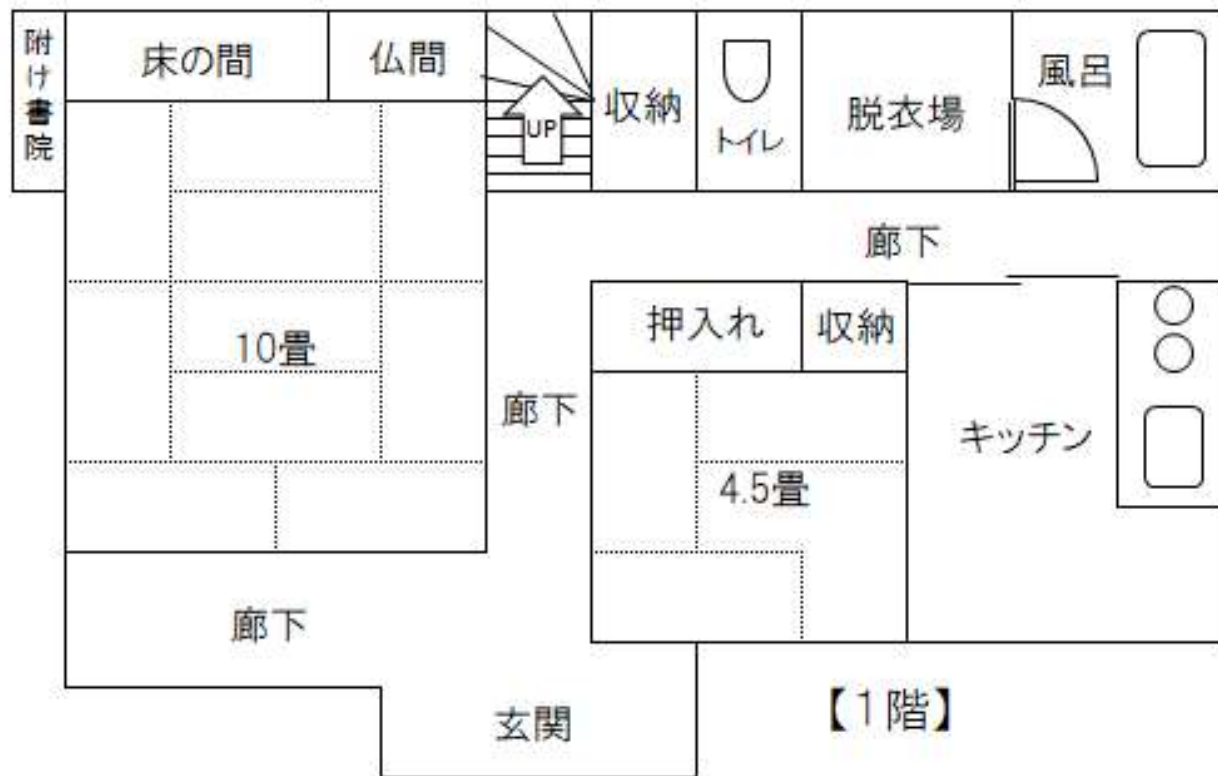 附け書院
床の間
仏間
UP
収納
トイレ
脱衣場
風呂
廊下
押入れ
収納
10畳
廊下
キッチン
4.5畳
廊下
玄関
【1階】